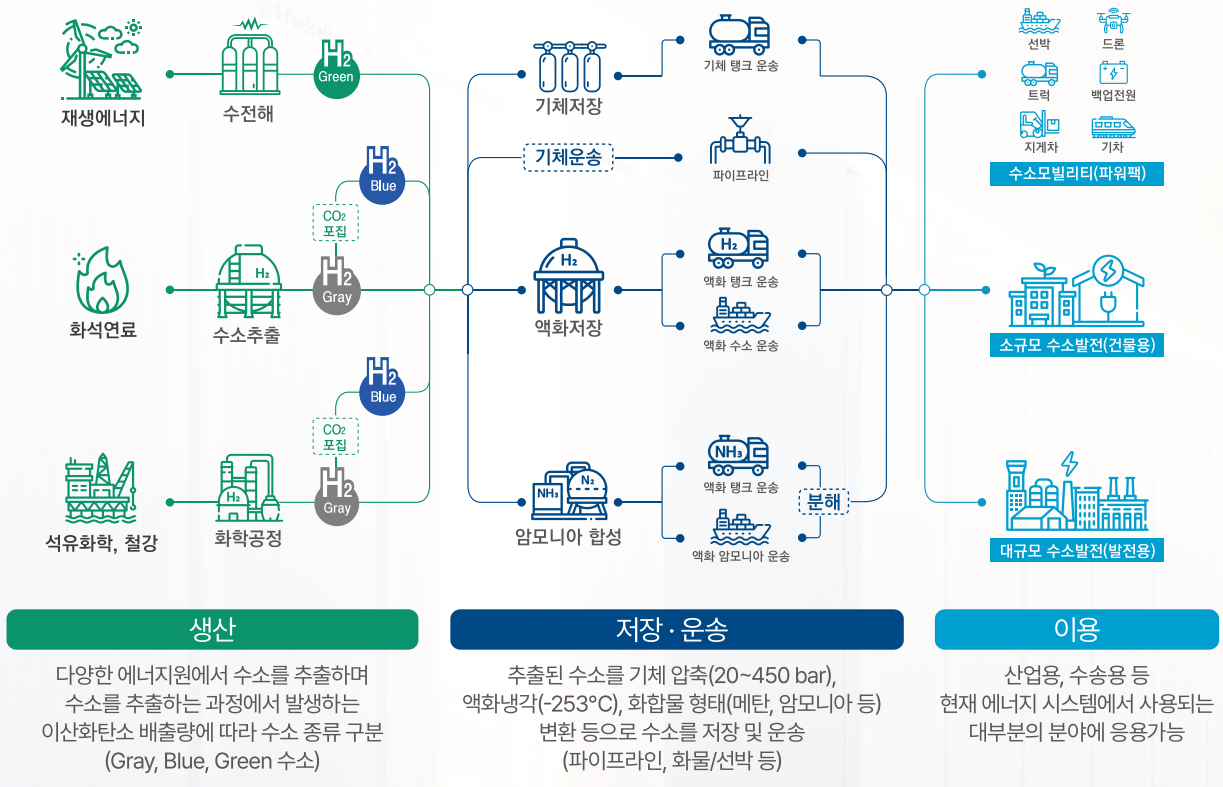 재생에너지
수전해
H2
Green
H2
Blue
CO2
포집
화석연료
H2
수소추출
H2
Gray
H2
Blue
CO2
포집
석유화학, 철강
H2
화학공정
H2
Gray
기체저장
기체 탱크 운송
기체운송
파이프라인
H2
액화저장
H2
액화 탱크 운송
액화 수소 운송
NH3
N2
암모니아 합성
NH3
액화 탱크 운송
액화 암모니아 운송
분해
선박
드론
트럭
백업전원
지게차
기차
수소모빌리티(파워팩)
소규모 수소발전(건물용)
대규모 수소발전(발전용)
생산
다양한 에너지원에서 수소를 추출하며
수소를 추출하는 과정에서 발생하는
이산화탄소 배출량에 따라 수소 종류 구분
(Gray, Blue, Green 수소)
저장 · 운송
추출된 수소를 기체 압축(20~450 bar),
액화냉각(-253°C), 화합물 형태(메탄, 암모니아 등)
변환 등으로 수소를 저장 및 운송
(파이프라인, 화물/선박 등)
이용
산업용, 수송용 등
현재 에너지 시스템에서 사용되는
대부분의 분야에 응용가능